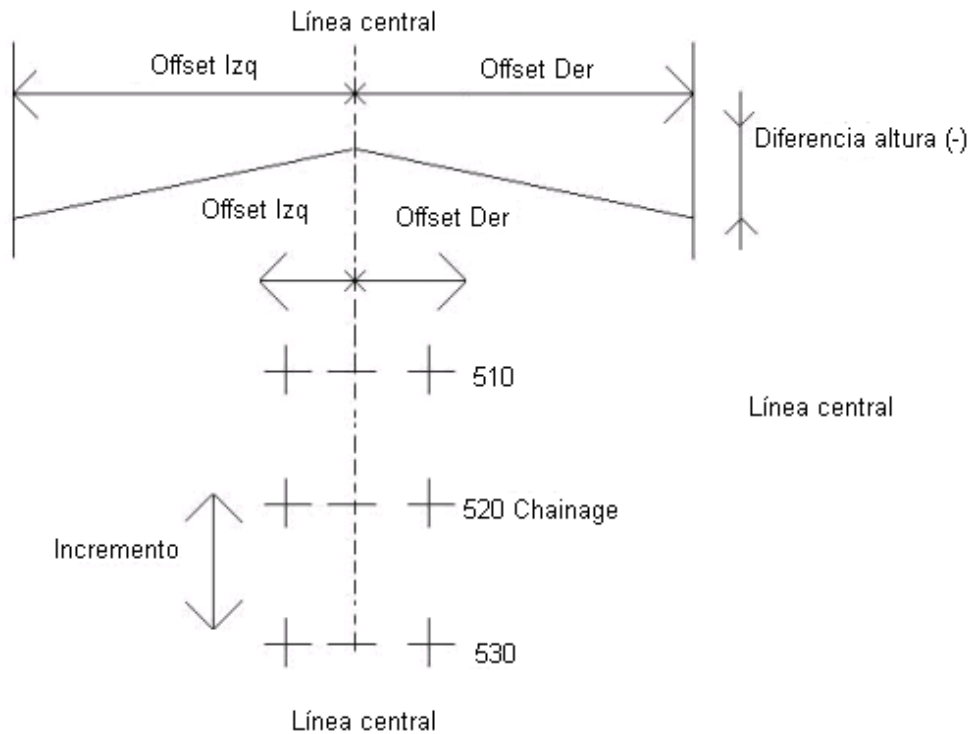 Línea central
Offset Izq
Offset Der
Diferencia altura (-)
Offset Izq
Offset Der
510
Línea central
520 Chainage
Incremento
530
Línea central